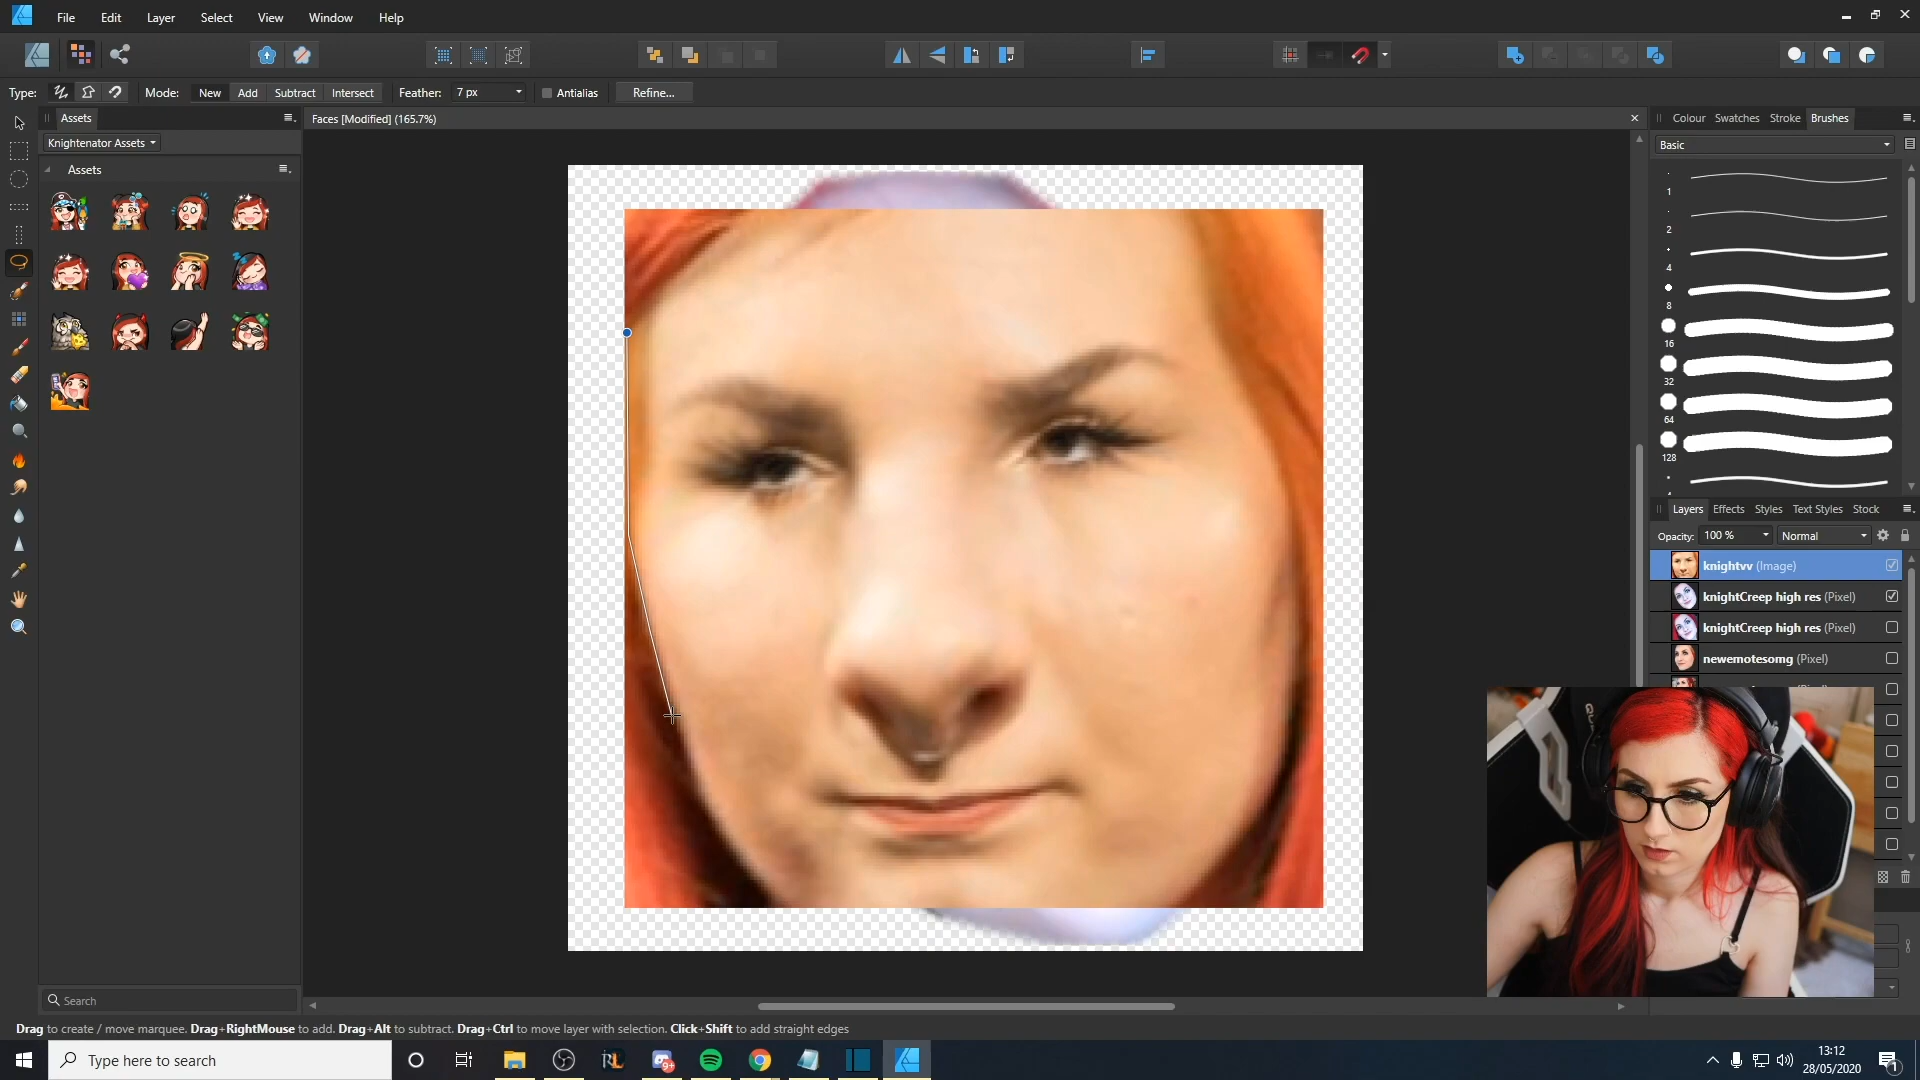 File Edit Layer Select View Window Help
Type: Mode: New Add Subtract Intersect Feather: 7 px Antialias Refine...
Assets
Knightenator Assets
Assets
Search
Faces [Modified] (165.7%)
Colour Swatches Stroke Brushes
Basic
1
2
4
8
16
32
64
128
Layers Effects Styles Text Styles Stock
Opacity: 100 % Normal
knightvv (Image)
knightCreep high res (Pixel)
knightCreep high res (Pixel)
newemotesomg (Pixel)
Drag to create / move marquee. Drag+RightMouse to add. Drag+Alt to subtract. Drag+Ctrl to move layer with selection. Click+Shift to add straight edges
Type here to search
9+
13:12
28/05/2020
1